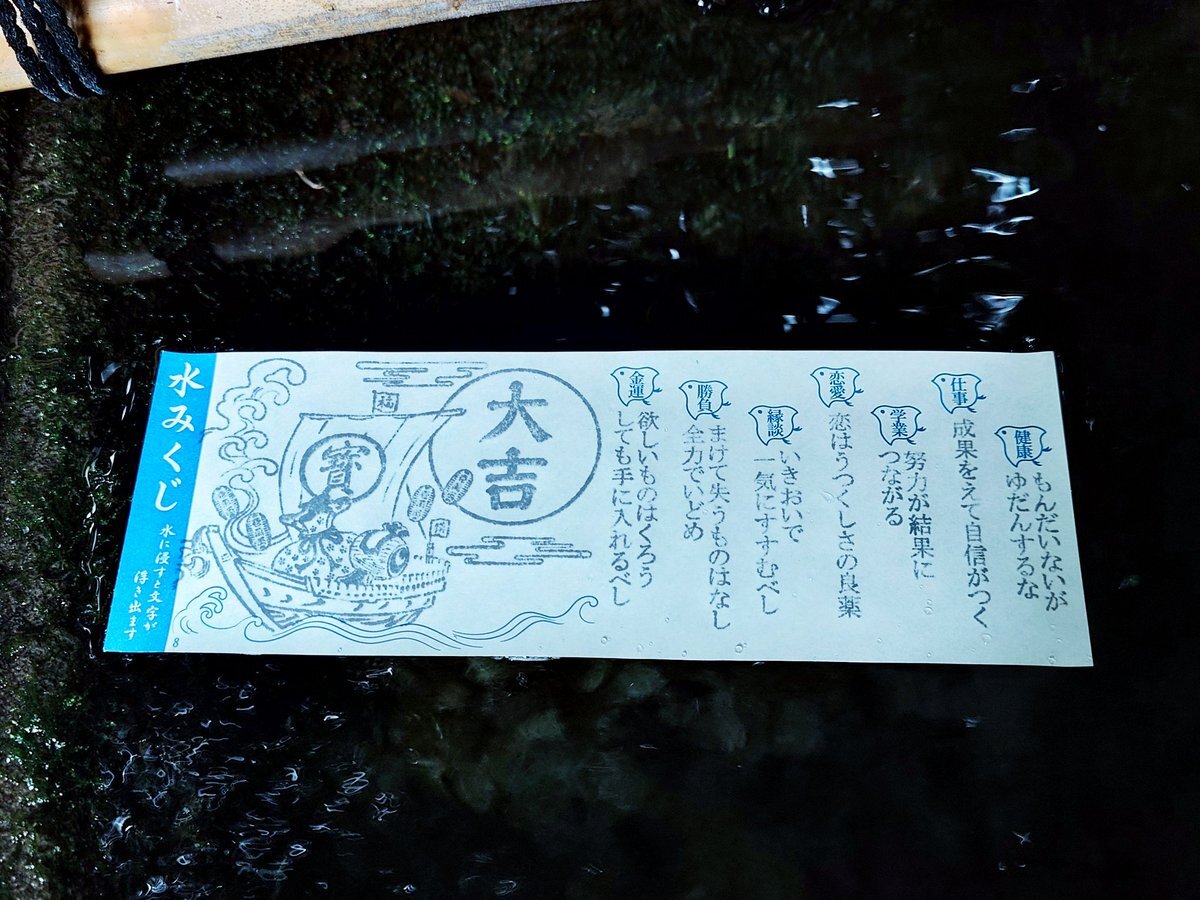 健康
もんだいないが
ゆだんするな
仕事
成果をえて自信がつく
学業
努力が結果に
つながる
恋愛
恋はうつくしさの良薬
縁談
いきおいで
一気にすすむべし
勝負
まけて失うものはなし
全力でいどめ
金運
欲しいものはくろう
しても手に入れるべし
大吉
寶
水みくじ
水に浸すと文字が
浮き出ます
8